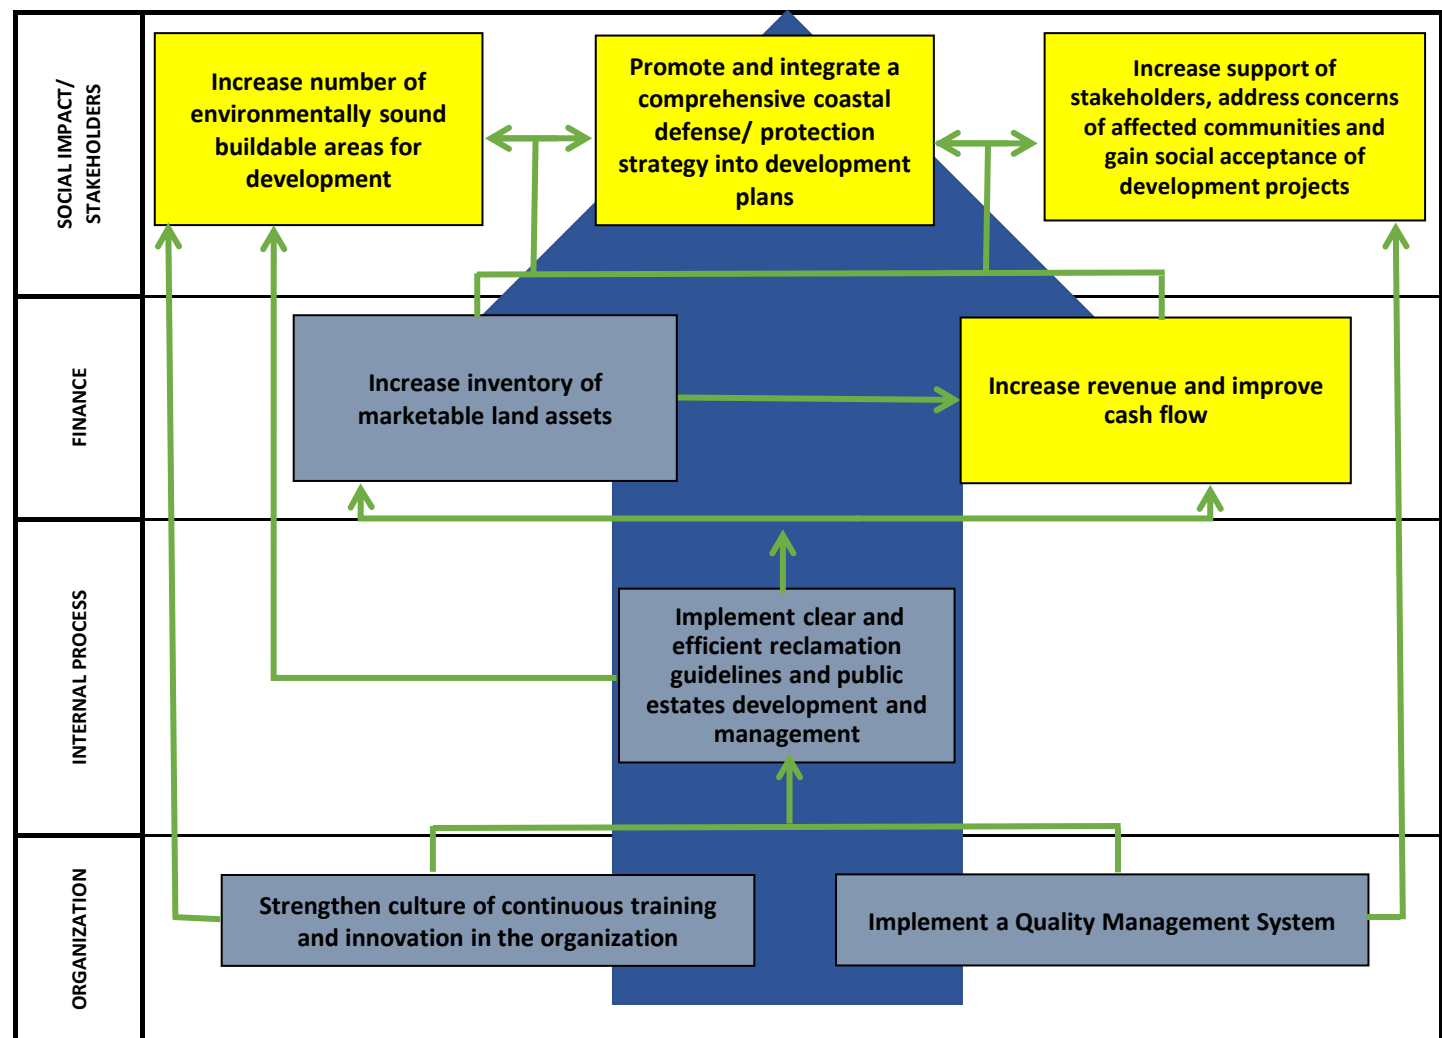 SOCIAL IMPACT/
STAKEHOLDERS
Increase number of
environmentally sound
buildable areas for
development
Promote and integrate a
comprehensive coastal
defense/ protection
strategy into development
plans
Increase support of
stakeholders, address concerns
of affected communities and
gain social acceptance of
development projects
FINANCE
Increase inventory of
marketable land assets
Increase revenue and improve
cash flow
INTERNAL PROCESS
Implement clear and
efficient reclamation
guidelines and public
estates development and
management
ORGANIZATION
Strengthen culture of continuous training
and innovation in the organization
Implement a Quality Management System